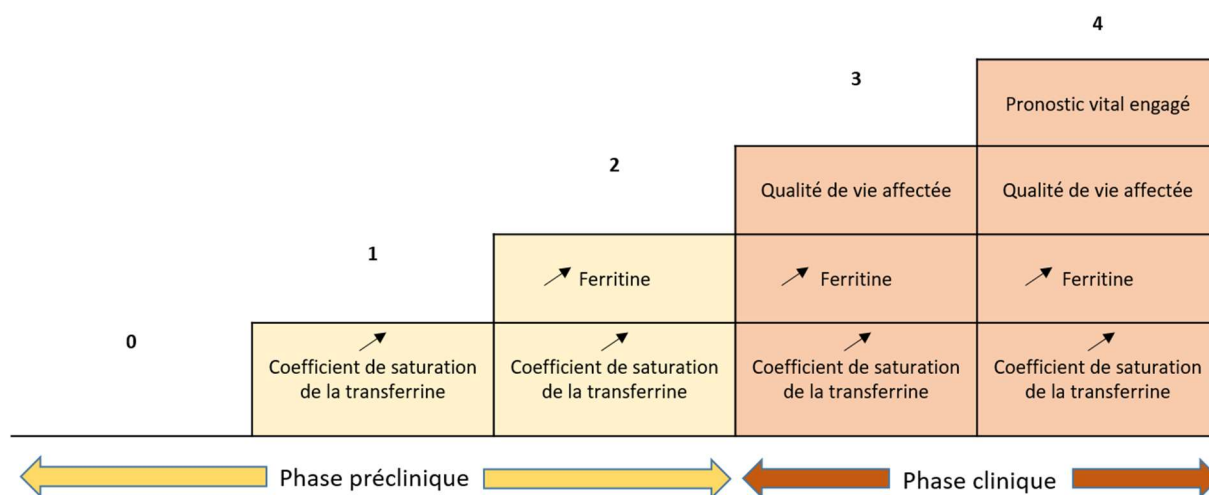 4
3
Pronostic vital engagé
2
Qualité de vie affectée
Qualité de vie affectée
1
Ferritine
Ferritine
Ferritine
0
Coefficient de saturation
de la transferrine
Coefficient de saturation
de la transferrine
Coefficient de saturation
de la transferrine
Coefficient de saturation
de la transferrine
Phase préclinique
Phase clinique